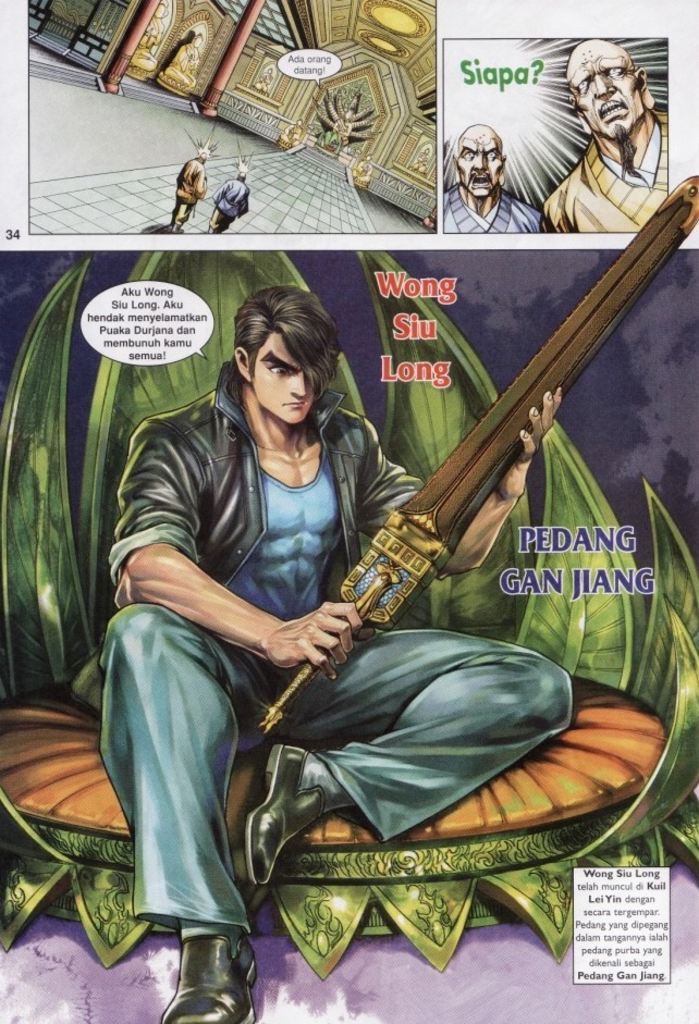 Ada orang
datang!
Siapa?
34
Aku Wong
Siu Long. Aku
hendak menyelamatkan
Puaka Durjana dan
membunuh kamu
semua!
Wong
Siu
Long
PEDANG
GAN JIANG
Wong Siu Long
telah muncul di Kuil
Lei Yin dengan
secara tergempar.
Pedang yang dipegang
dalam tangannya ialah
pedang purba yang
dikenali sebagai
Pedang Gan Jiang.